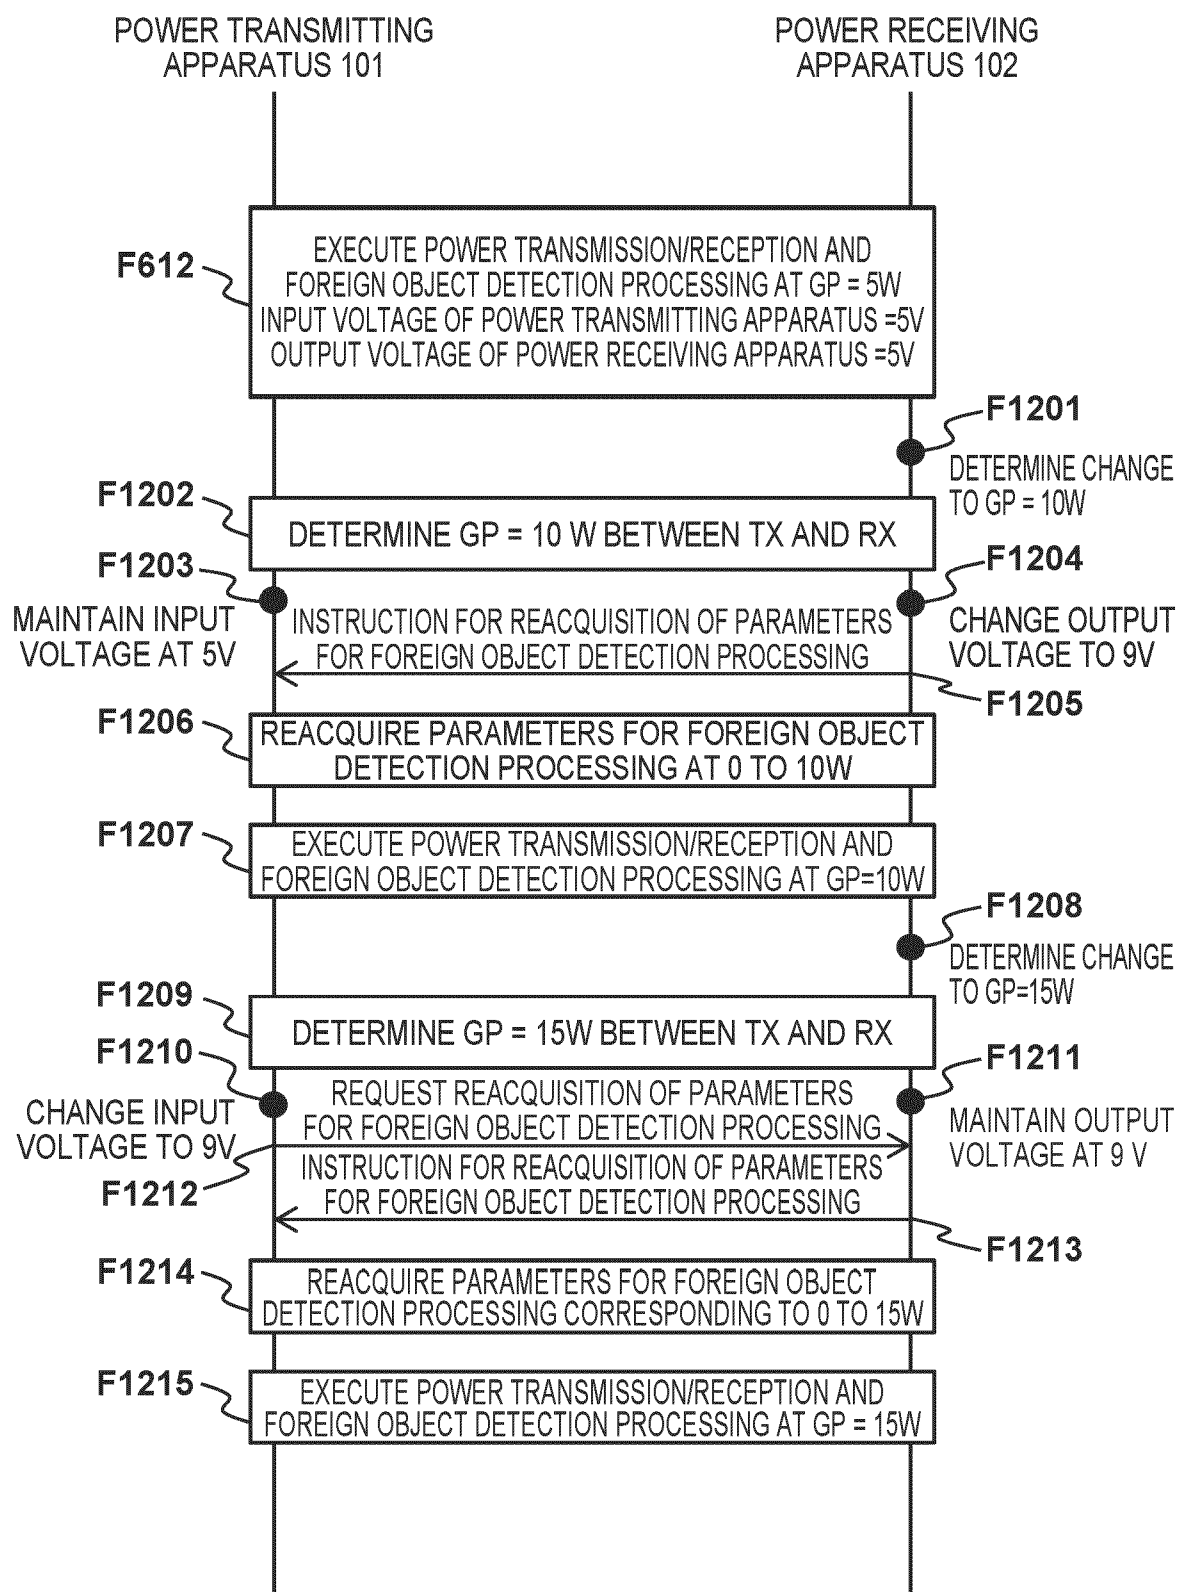 POWER TRANSMITTING
APPARATUS 101
POWER RECEIVING
APPARATUS 102
F612
EXECUTE POWER TRANSMISSION/RECEPTION AND
FOREIGN OBJECT DETECTION PROCESSING AT GP = 5W
INPUT VOLTAGE OF POWER TRANSMITTING APPARATUS =5V
OUTPUT VOLTAGE OF POWER RECEIVING APPARATUS =5V
F1201
DETERMINE CHANGE
TO GP = 10W
F1202
DETERMINE GP = 10 W BETWEEN TX AND RX
F1203
MAINTAIN INPUT
VOLTAGE AT 5V
F1204
CHANGE OUTPUT
VOLTAGE TO 9V
INSTRUCTION FOR REACQUISITION OF PARAMETERS
FOR FOREIGN OBJECT DETECTION PROCESSING
F1205
F1206
REACQUIRE PARAMETERS FOR FOREIGN OBJECT
DETECTION PROCESSING AT 0 TO 10W
F1207
EXECUTE POWER TRANSMISSION/RECEPTION AND
FOREIGN OBJECT DETECTION PROCESSING AT GP=10W
F1208
DETERMINE CHANGE
TO GP=15W
F1209
DETERMINE GP = 15W BETWEEN TX AND RX
F1210
CHANGE INPUT
VOLTAGE TO 9V
F1211
MAINTAIN OUTPUT
VOLTAGE AT 9 V
REQUEST REACQUISITION OF PARAMETERS
FOR FOREIGN OBJECT DETECTION PROCESSING
F1212
INSTRUCTION FOR REACQUISITION OF PARAMETERS
FOR FOREIGN OBJECT DETECTION PROCESSING
F1213
F1214
REACQUIRE PARAMETERS FOR FOREIGN OBJECT
DETECTION PROCESSING CORRESPONDING TO 0 TO 15W
F1215
EXECUTE POWER TRANSMISSION/RECEPTION AND
FOREIGN OBJECT DETECTION PROCESSING AT GP = 15W